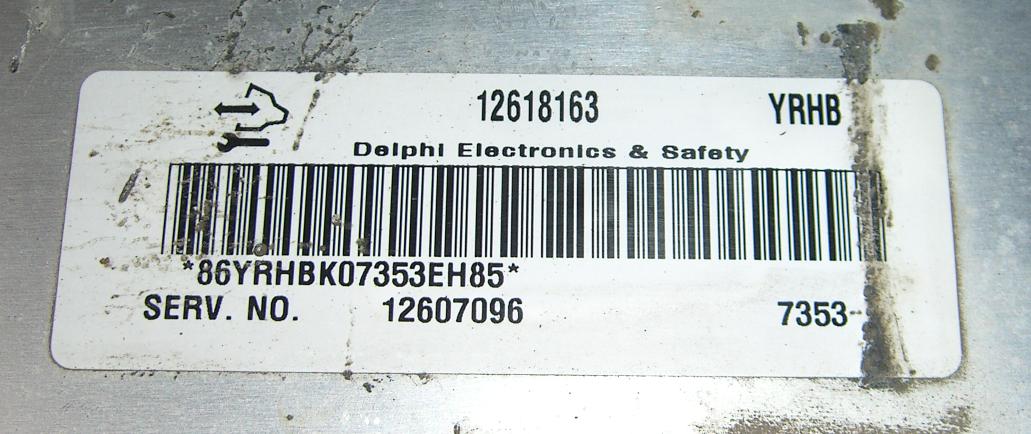 12618163 YRHB
Delphi Electronics & Safety
*86YRHBK07353EH85*
SERV. NO. 12607096 7353